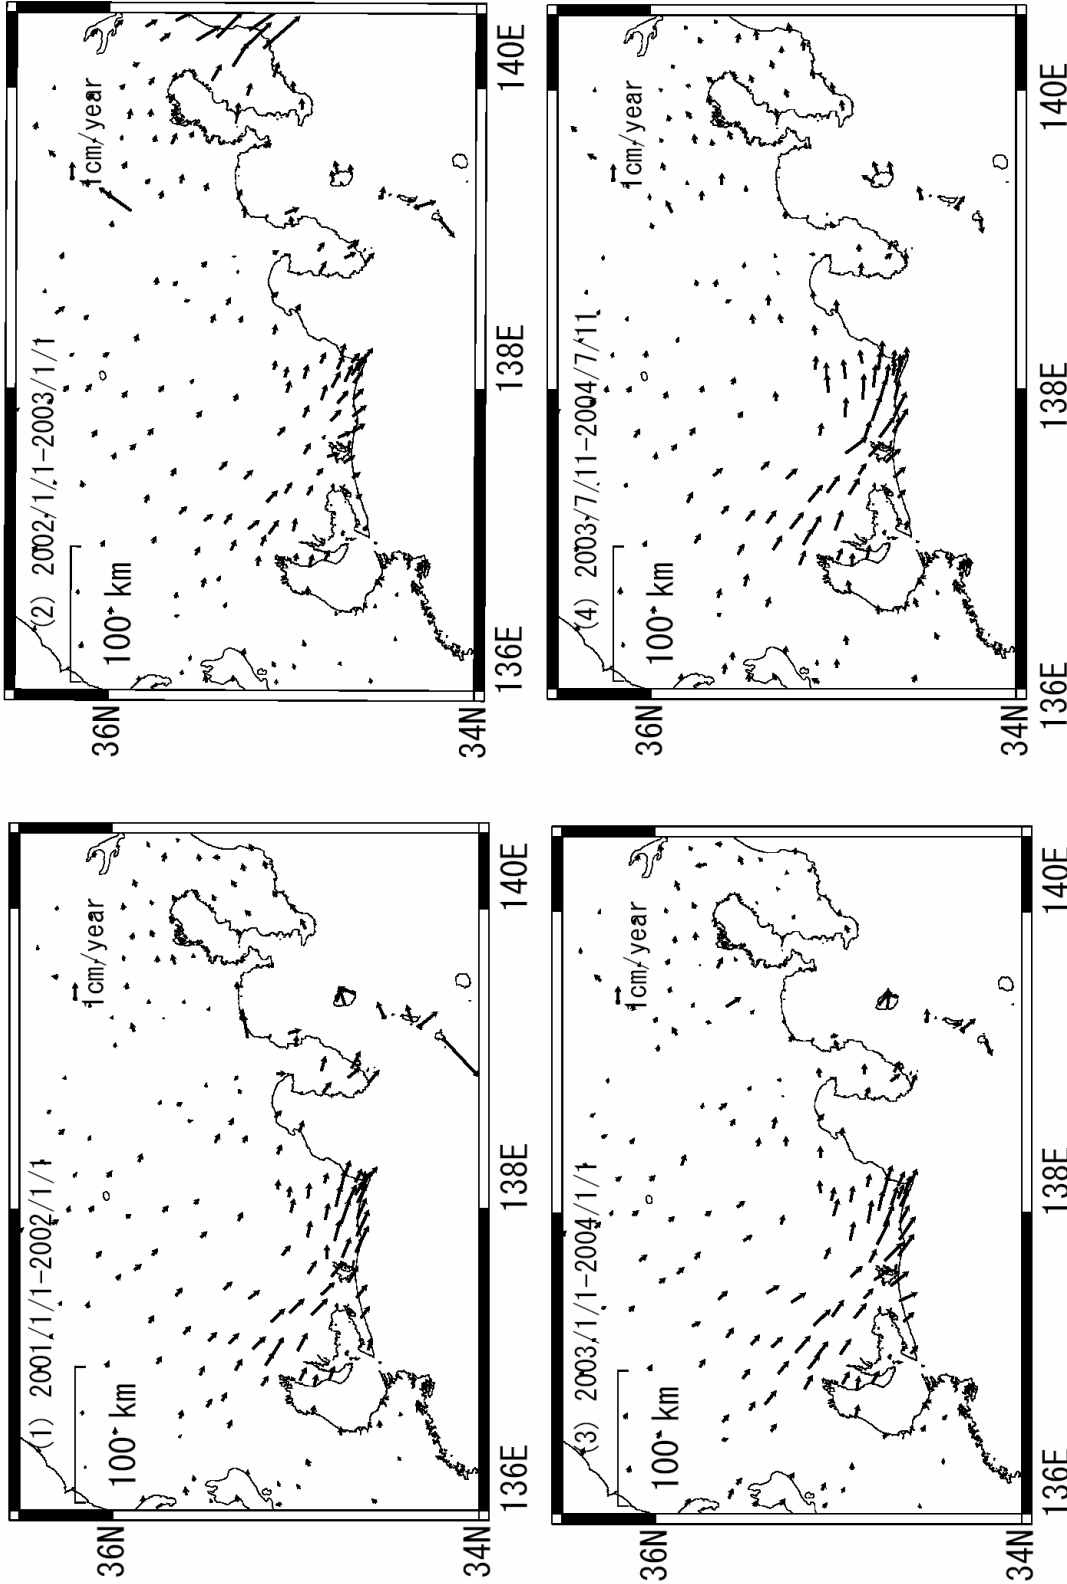 (1) 2001/1/1-2002/1/1
1cm/year
100 km
36N
34N
136E
138E
140E
(2) 2002/1/1-2003/1/1
1cm/year
100 km
36N
34N
136E
138E
140E
(3) 2003/1/1-2004/1/1
1cm/year
100 km
36N
34N
136E
138E
140E
(4) 2003/7/11-2004/7/11
1cm/year
100 km
36N
34N
136E
138E
140E